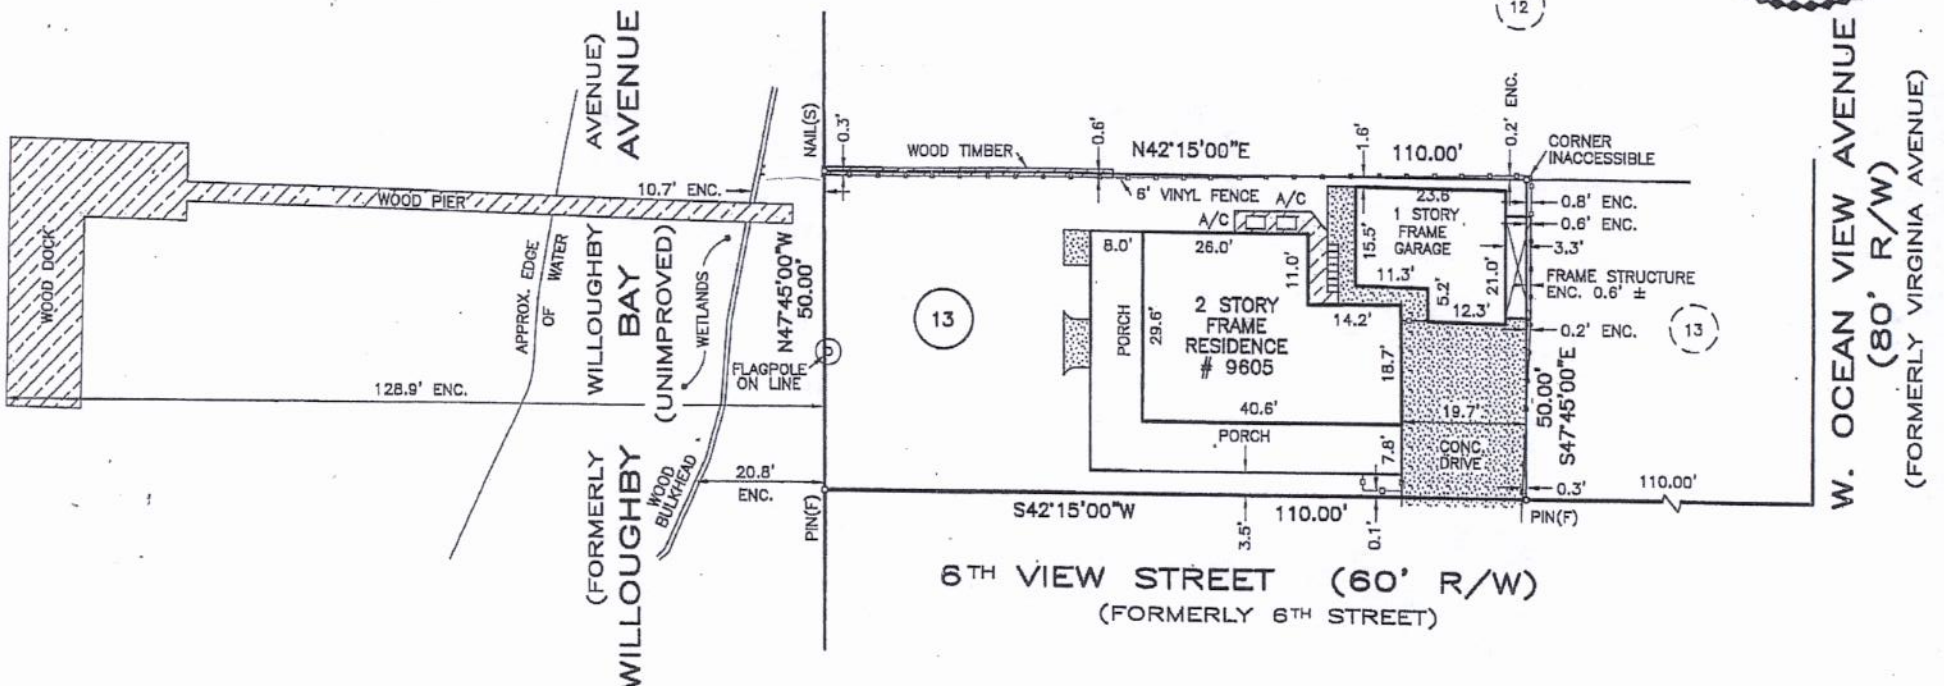 12
AVENUE)
AVENUE
WILLOUGHBY
BAY
(UNIMPROVED)
(FORMERLY
WILLOUGHBY
WOOD DOCK
WOOD PIER
10.7' ENC.
APPROX. EDGE
OF WATER
WETLANDS
128.9' ENC.
WOOD
BULKHEAD
20.8'
ENC.
FLAGPOLE
ON LINE
N47°45'00"W
50.00'
NAIL(S)
PIN(F)
0.3'
WOOD TIMBER
0.6'
N42°15'00"E
110.00'
1.6'
0.2' ENC.
CORNER
INACCESSIBLE
6' VINYL FENCE
A/C
A/C
13
8.0'
26.0'
11.0'
PORCH
29.6'
2 STORY
FRAME
RESIDENCE
# 9605
14.2'
18.7'
40.6'
PORCH
7.8'
23.6'
1 STORY
FRAME
GARAGE
15.5'
11.3'
5.2'
21.0'
12.3'
0.8' ENC.
0.6' ENC.
3.3'
FRAME STRUCTURE
ENC. 0.6' ±
0.2' ENC.
13
19.7'
CONC.
DRIVE
50.00'
S47°45'00"E
0.3'
110.00'
PIN(F)
S42°15'00"W
110.00'
3.5'
0.1'
6TH VIEW STREET (60' R/W)
(FORMERLY 6TH STREET)
W. OCEAN VIEW AVENUE
(80' R/W)
(FORMERLY VIRGINIA AVENUE)